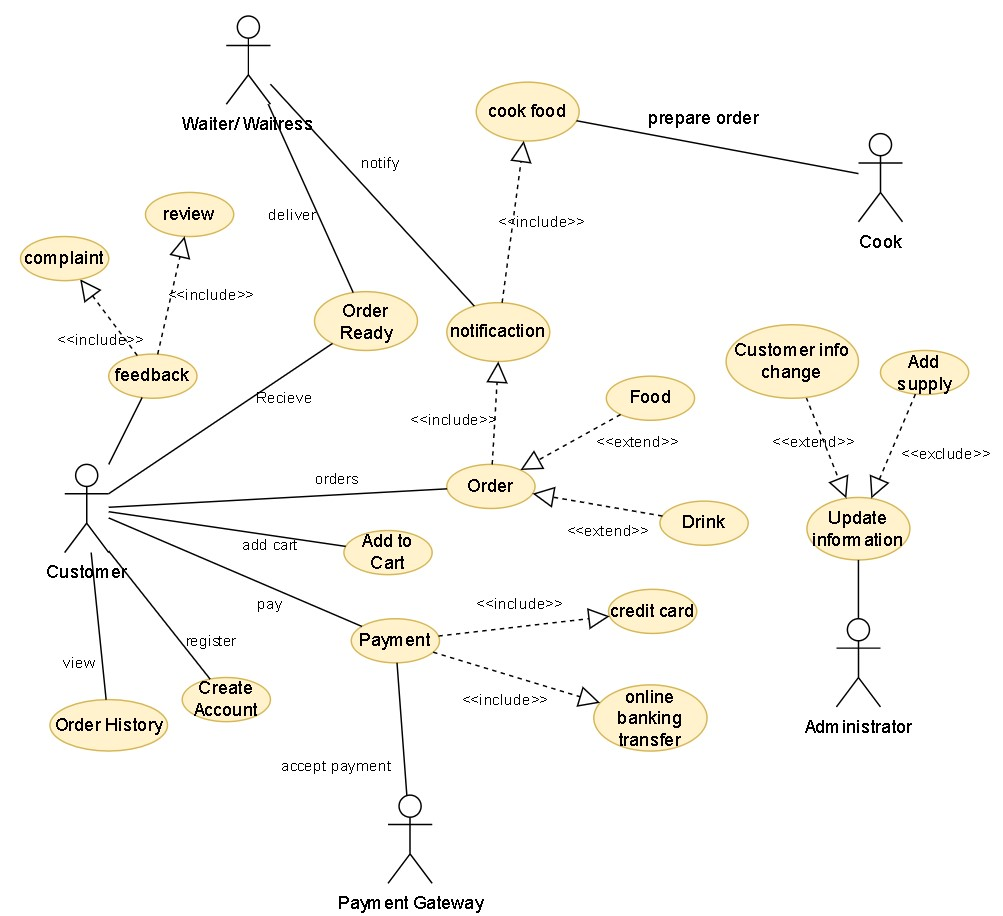 Waiter/ Waitress
cook food
prepare order
Cook
notify
deliver
review
<<include>>
complaint
<<include>>
<<include>>
feedback
Order
Ready
notificaction
Recieve
Customer info
change
Add
supply
Food
<<include>>
<<extend>>
<<extend>>
<<exclude>>
orders
Order
Drink
<<extend>>
Update
information
Customer
add cart
Add to
Cart
pay
<<include>>
credit card
Payment
register
view
Create
Account
Order History
<<include>>
online
banking
transfer
Administrator
accept payment
Payment Gateway